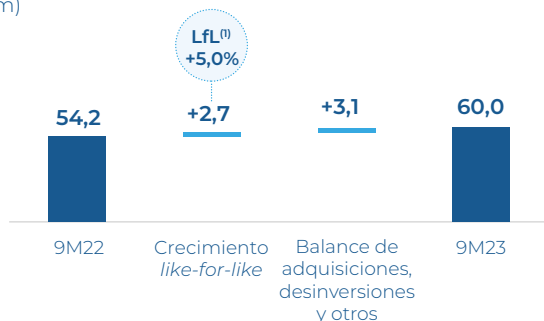 m)
LfL(1)
+5,0%
54,2
+2,7
+3,1
60,0
9M22
Crecimiento
like-for-like
Balance de
adquisiciones,
desinversiones
y otros
9M23